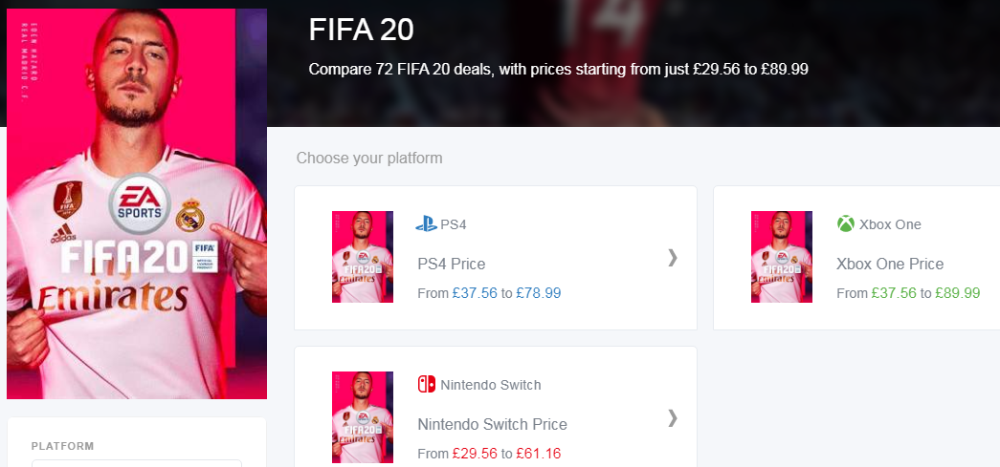 EDEN HAZARD
REAL MADRID C.F.
FIFA
EA
SPORTS
adidas
FIFA20
FIFA
Emirates
FIFA 20
Compare 72 FIFA 20 deals, with prices starting from just £29.56 to £89.99
Choose your platform
PS4
PS4 Price
From £37.56 to £78.99
Xbox One
Xbox One Price
From £37.56 to £89.99
Nintendo Switch
Nintendo Switch Price
From £29.56 to £61.16
PLATFORM